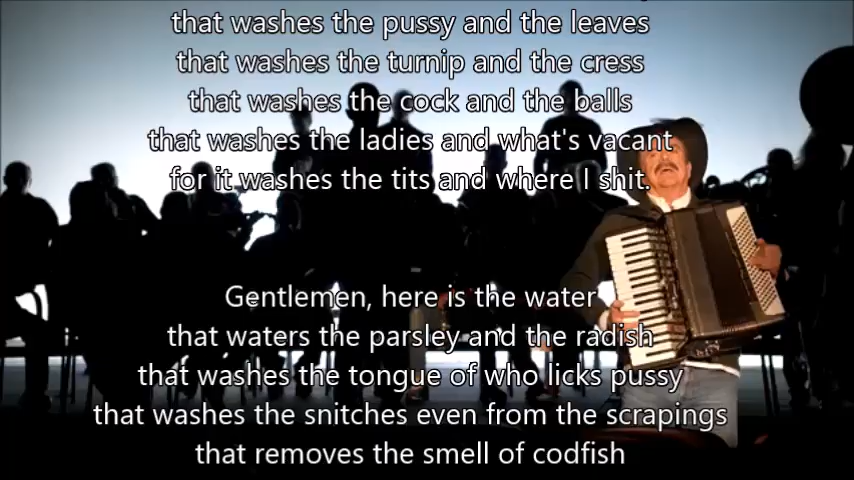 that washes the pussy and the leaves
that washes the turnip and the cress
that washes the cock and the balls
that washes the ladies and what's vacant
for it washes the tits and where I shit.
Gentlemen, here is the water
that waters the parsley and the radish
that washes the tongue of who licks pussy
that washes the snitches even from the scrapings
that removes the smell of codfish